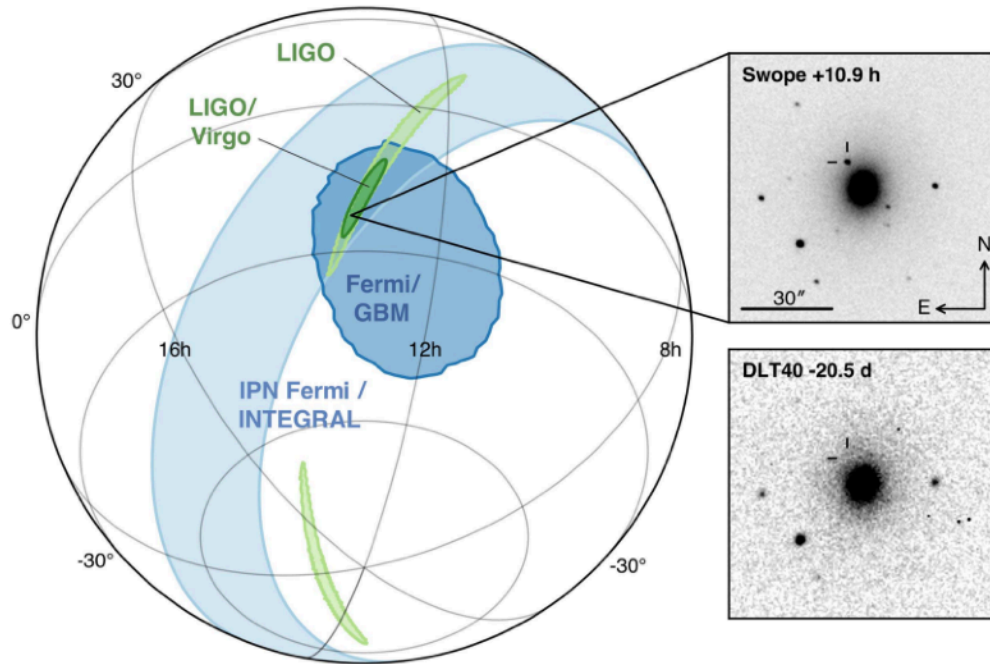 LIGO
LIGO/
Virgo
30°
Fermi/
GBM
0°
16h
12h
8h
IPN Fermi /
INTEGRAL
-30°
-30°
Swope +10.9 h
N
30″
E
DLT40 -20.5 d